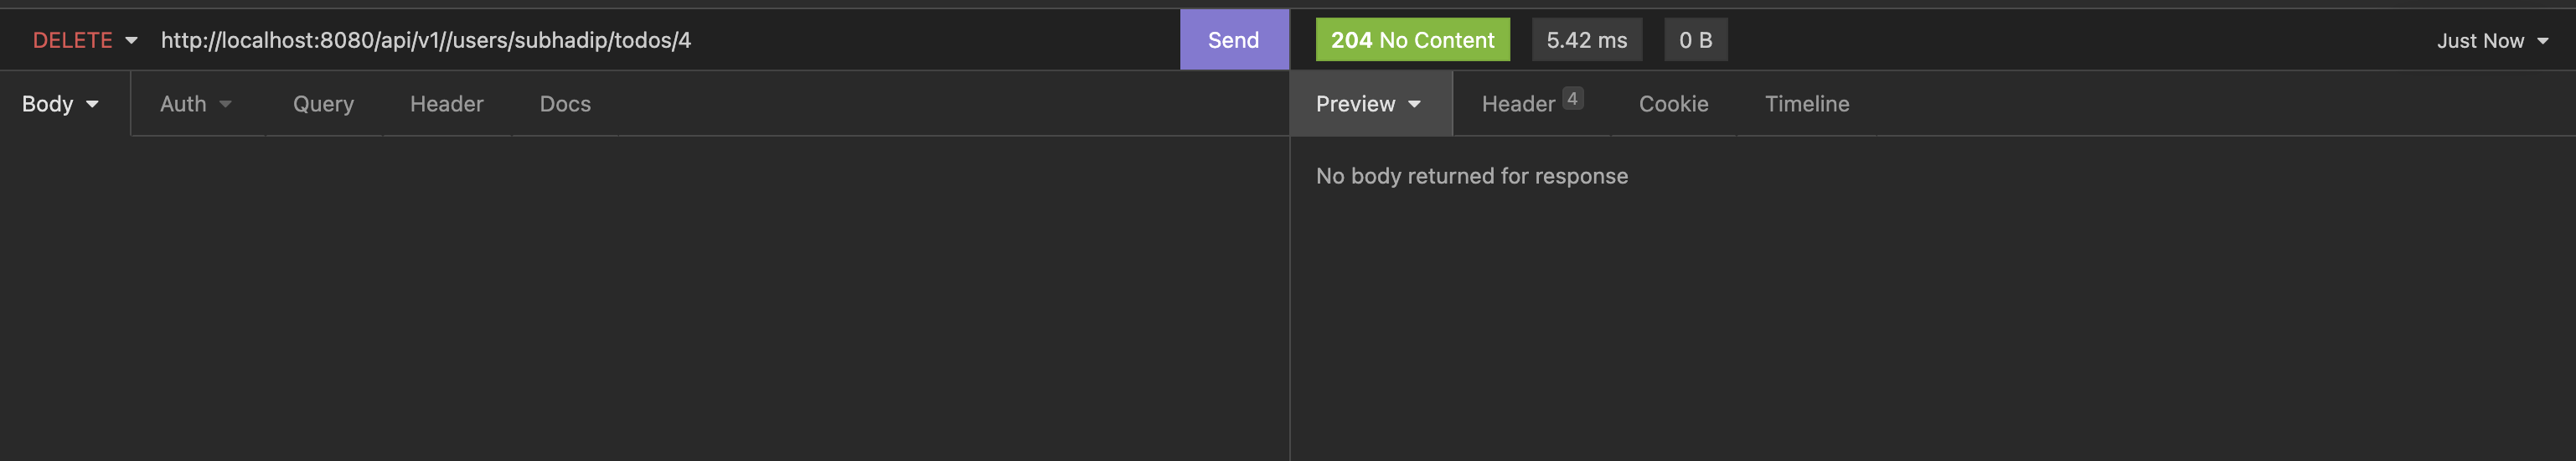 DELETE http://localhost:8080/api/v1//users/subhadip/todos/4 Send 204 No Content 5.42 ms 0 B Just Now
Body Auth Query Header Docs Preview Header 4 Cookie Timeline
No body returned for response